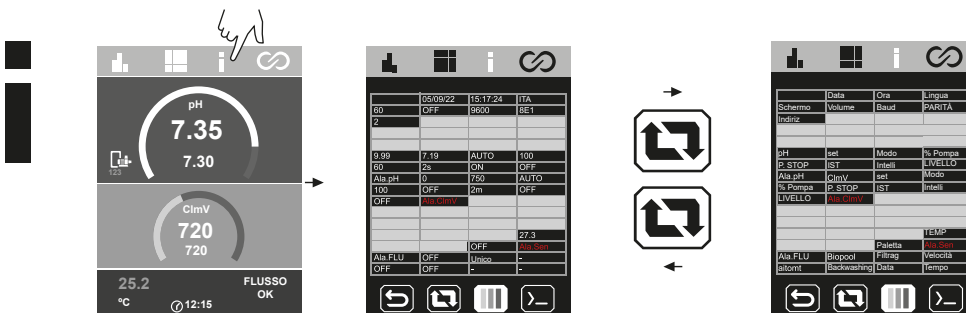 pH
7.35
7.30
123
ClmV
720
720
25.2
ºC
12:15
FLUSSO
OK
05/09/22 15:17:24 ITA
60 OFF 9600 8E1
2
9.99 7.19 AUTO 100
60 2s ON OFF
Ala.pH 0 750 AUTO
100 OFF 2m OFF
OFF Ala.ClmV
27.3
OFF Ala.Sen
Ala.FLU OFF Unico -
OFF OFF - -
Data Ora Lingua
Schermo Volume Baud PARITÁ
Indiriz
pH set Modo % Pompa
P. STOP IST Intelli LIVELLO
Ala.pH ClmV set Modo
% Pompa P. STOP IST Intelli
LIVELLO Ala.ClmV
TEMP
Paletta Ala.Sen
Ala.FLU Biopool Filtrag Velocità
aitomt Backwashing Data Tempo